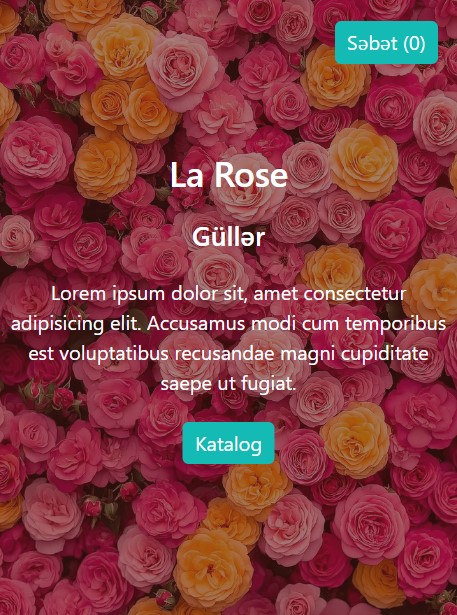 Səbət (0)
La Rose
Güllər
Lorem ipsum dolor sit, amet consectetur
adipisicing elit. Accusamus modi cum temporibus
est voluptatibus recusandae magni cupiditate
saepe ut fugiat.
Katalog